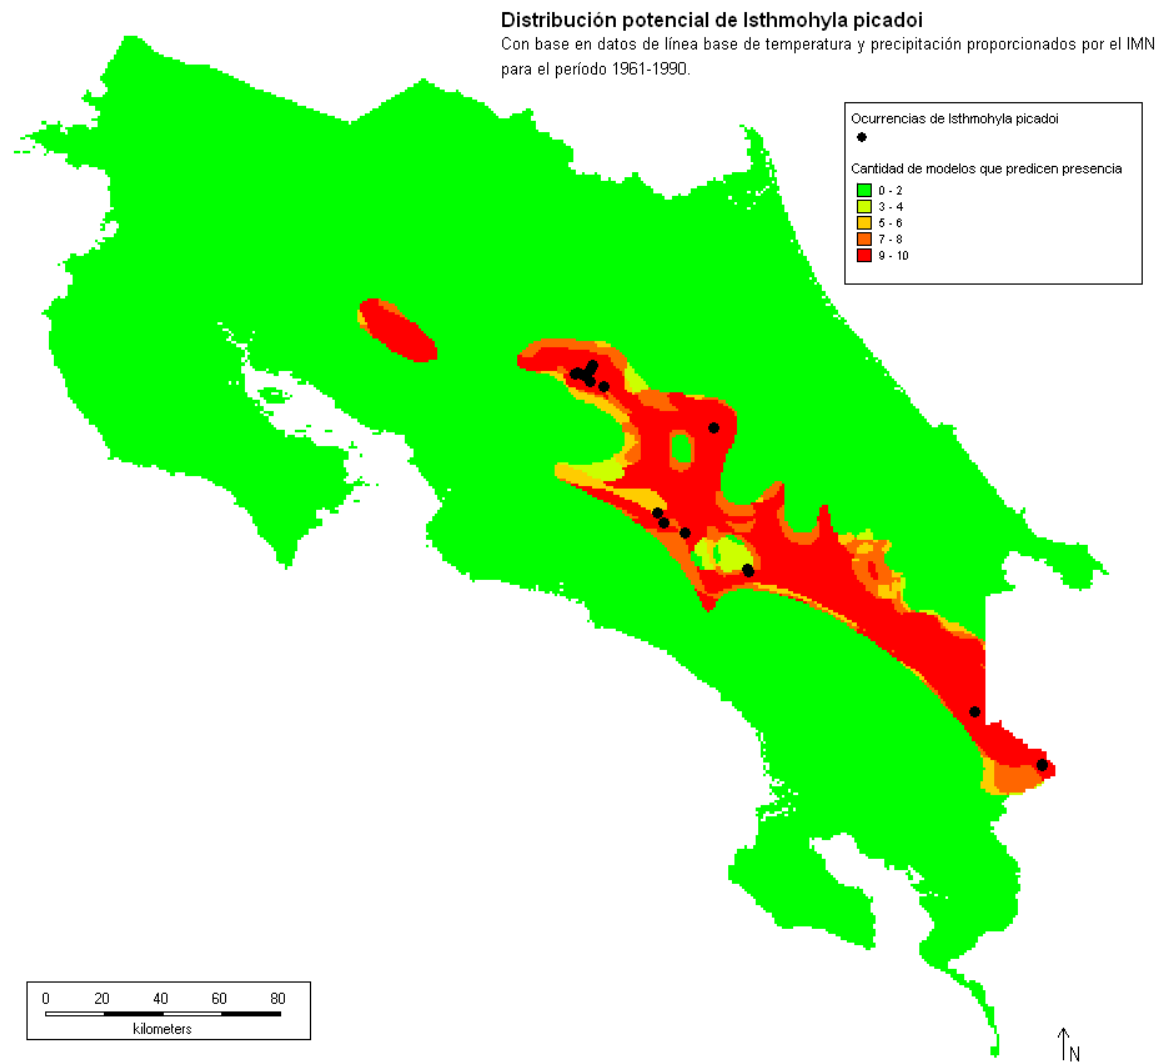 Distribución potencial de Isthmohyla picadoi
Con base en datos de línea base de temperatura y precipitación proporcionados por el IMN
para el período 1961-1990.
Ocurrencias de Isthmohyla picadoi
Cantidad de modelos que predicen presencia
0 - 2
3 - 4
5 - 6
7 - 8
9 - 10
0 20 40 60 80
kilometers
N